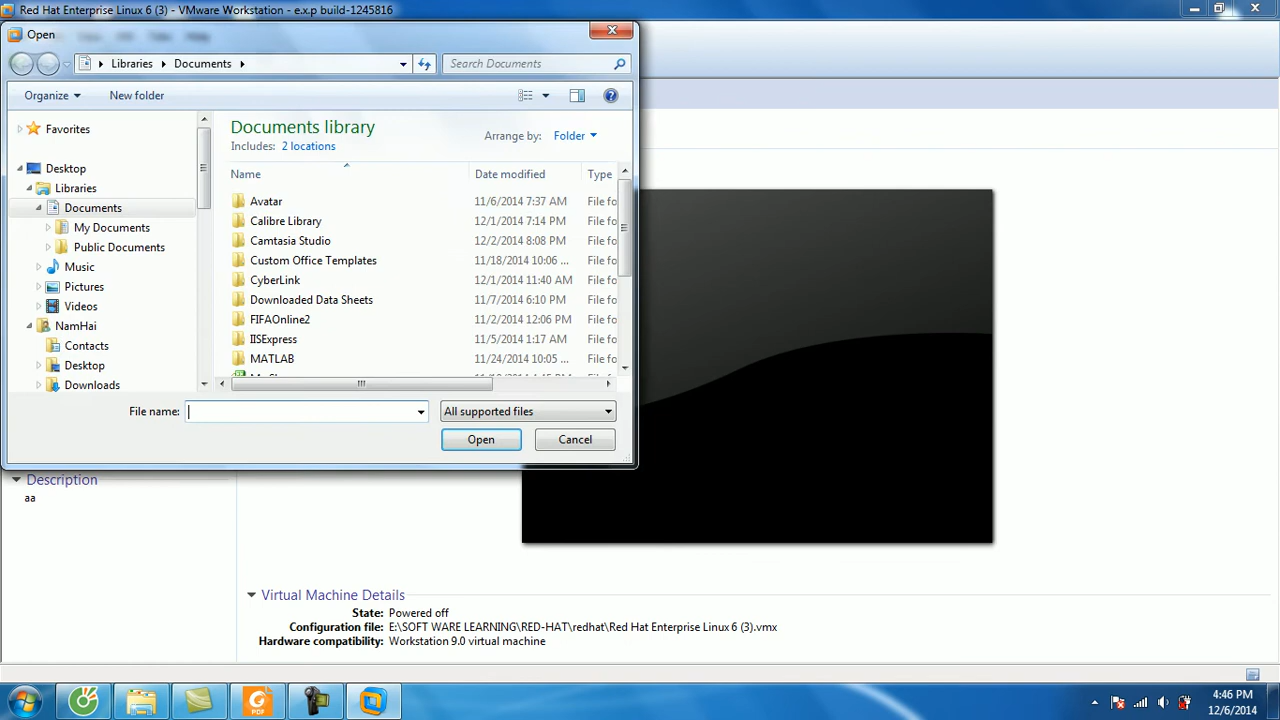 Red Hat Enterprise Linux 6 (3) - VMware Workstation - e.x.p build-1245816
Open
Libraries Documents
Search Documents
Organize New folder
Favorites
Desktop
Libraries
Documents
My Documents
Public Documents
Music
Pictures
Videos
NamHai
Contacts
Desktop
Downloads
Documents library
Includes: 2 locations
Arrange by: Folder
Name Date modified Type
Avatar 11/6/2014 7:37 AM File fo
Calibre Library 12/1/2014 7:14 PM File fo
Camtasia Studio 12/2/2014 8:08 PM File fo
Custom Office Templates 11/18/2014 10:06 ... File fo
CyberLink 12/1/2014 11:40 AM File fo
Downloaded Data Sheets 11/7/2014 6:10 PM File fo
FIFAOnline2 11/2/2014 12:06 PM File fo
IISExpress 11/5/2014 1:17 AM File fo
MATLAB 11/24/2014 10:05 ... File fo
File name:
All supported files
Open Cancel
Description
aa
Virtual Machine Details
State: Powered off
Configuration file: E:\SOFT WARE LEARNING\RED-HAT\redhat\Red Hat Enterprise Linux 6 (3).vmx
Hardware compatibility: Workstation 9.0 virtual machine
PDF
4:46 PM
12/6/2014